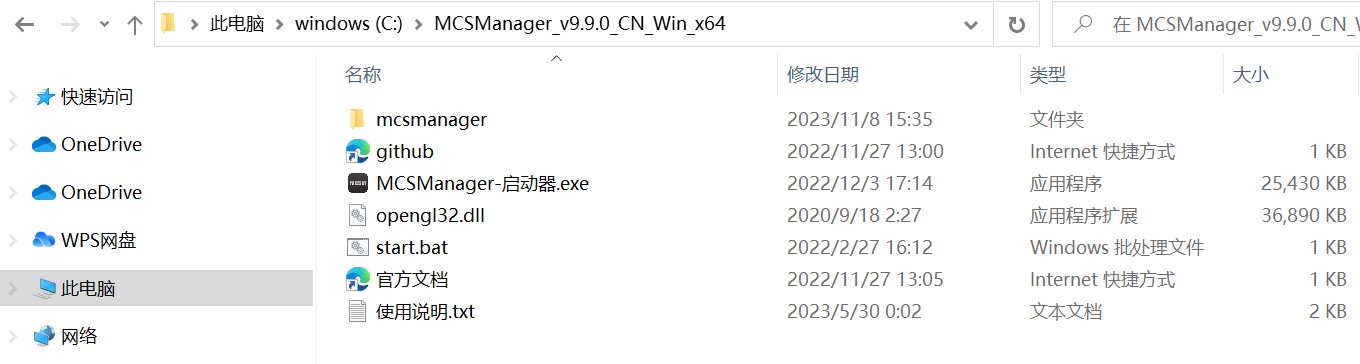 此电脑 windows (C:) MCSManager_v9.9.0_CN_Win_x64 在 MCSManager_v9.9.0_CN_W
名称 修改日期 类型 大小
快速访问
OneDrive
OneDrive
WPS网盘
此电脑
网络
mcsmanager 2023/11/8 15:35 文件夹
github 2022/11/27 13:00 Internet 快捷方式 1 KB
MCSManager-启动器.exe 2022/12/3 17:14 应用程序 25,430 KB
opengl32.dll 2020/9/18 2:27 应用程序扩展 36,890 KB
start.bat 2022/2/27 16:12 Windows 批处理文件 1 KB
官方文档 2022/11/27 13:05 Internet 快捷方式 1 KB
使用说明.txt 2023/5/30 0:02 文本文档 2 KB